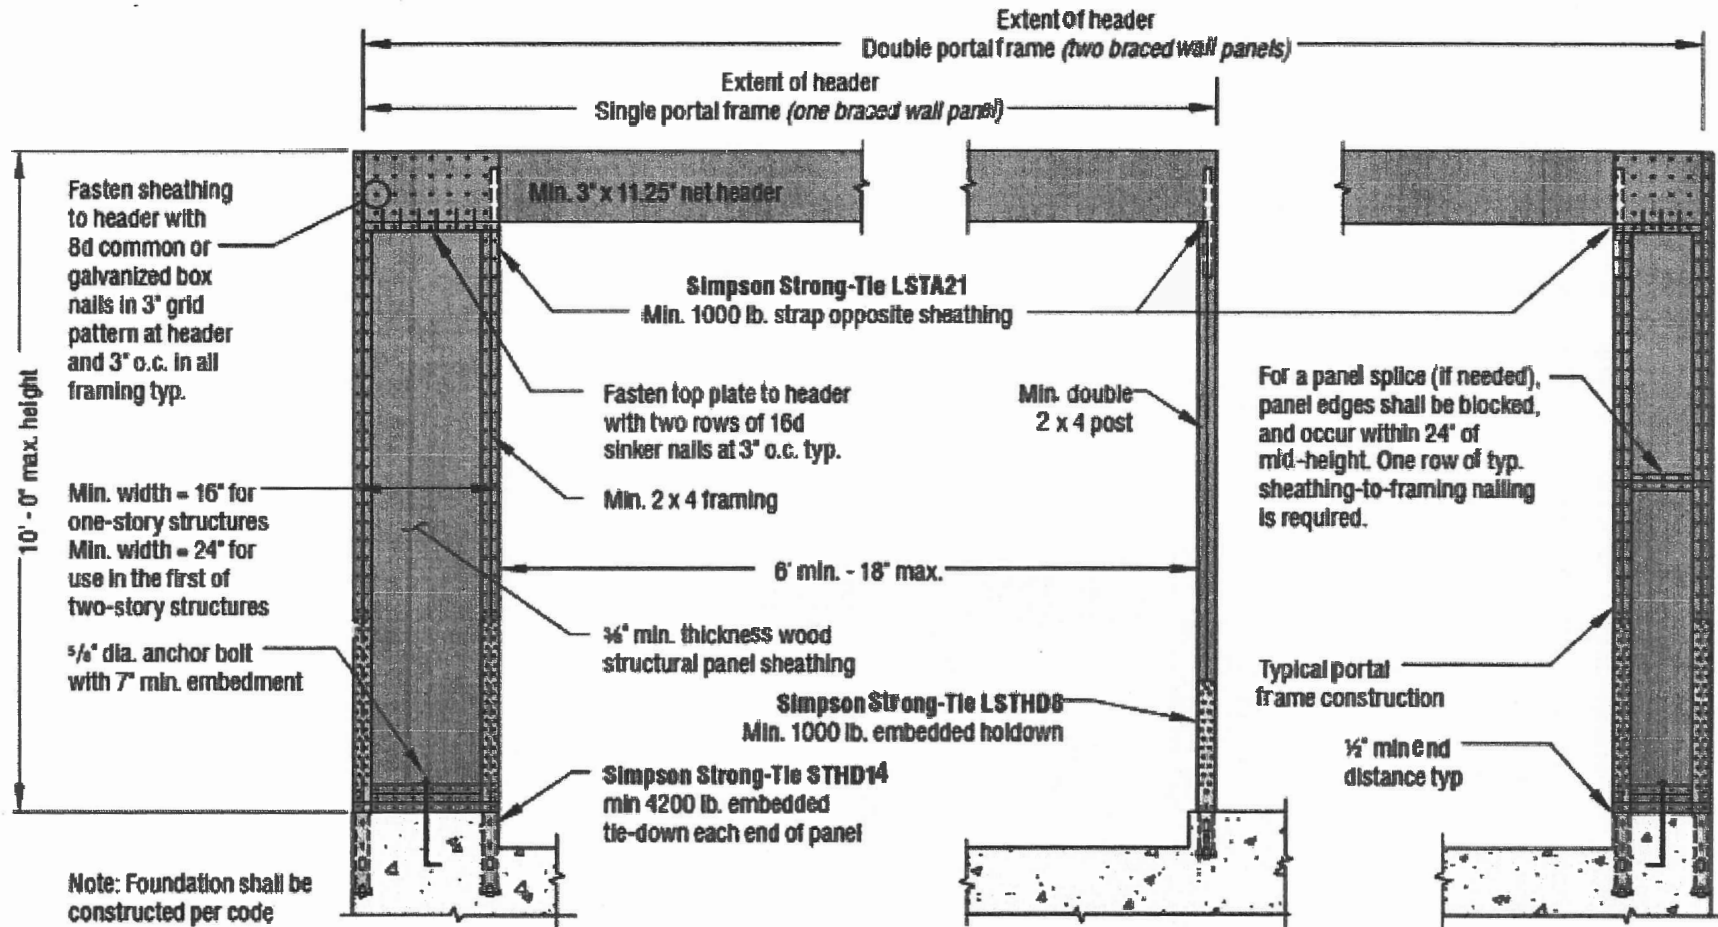 Extent of header
Double portal frame (two braced wall panels)
Extent of header
Single portal frame (one braced wall panel)
Fasten sheathing
to header with
8d common or
galvanized box
nails in 3" grid
pattern at header
and 3" o.c. in all
framing typ.
Min. 3" x 11.25" net header
Simpson Strong-Tie LSTA21
Min. 1000 lb. strap opposite sheathing
10' - 0" max. height
Fasten top plate to header
with two rows of 16d
sinker nails at 3" o.c. typ.
Min. double
2 x 4 post
For a panel splice (if needed),
panel edges shall be blocked,
and occur within 24" of
mid-height. One row of typ.
sheathing-to-framing nailing
is required.
Min. width = 16" for
one-story structures
Min. width = 24" for
use in the first of
two-story structures
Min. 2 x 4 framing
6' min. - 18" max.
5/8" dia. anchor bolt
with 7" min. embedment
min. thickness wood
structural panel sheathing
Typical portal
frame construction
Simpson Strong-Tie LSTHD8
Min. 1000 lb. embedded holdown
½" min end
distance typ
Simpson Strong-Tie STHD14
min 4200 lb. embedded
tie-down each end of panel
Note: Foundation shall be
constructed per code